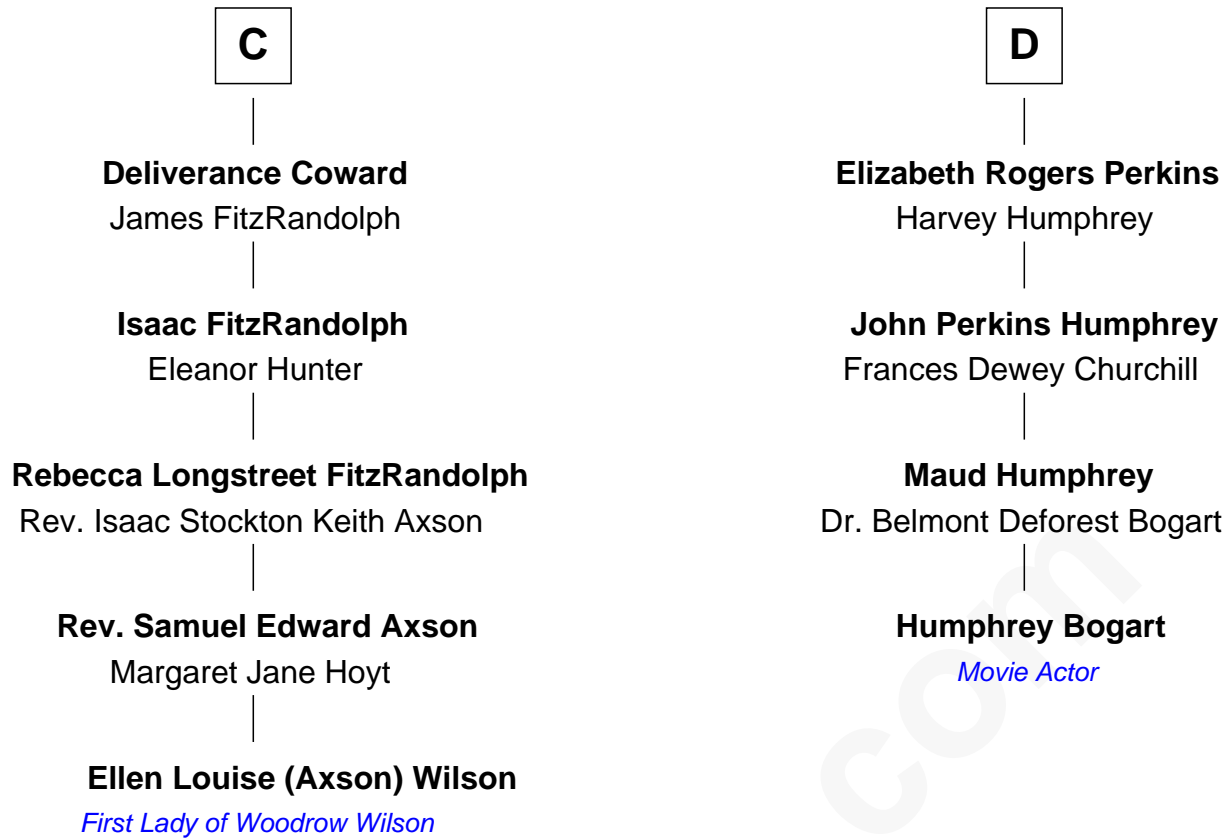 C
Deliverance Coward
James FitzRandolph
Isaac FitzRandolph
Eleanor Hunter
Rebecca Longstreet FitzRandolph
Rev. Isaac Stockton Keith Axson
Rev. Samuel Edward Axson
Margaret Jane Hoyt
Ellen Louise (Axson) Wilson
First Lady of Woodrow Wilson
D
Elizabeth Rogers Perkins
Harvey Humphrey
John Perkins Humphrey
Frances Dewey Churchill
Maud Humphrey
Dr. Belmont Deforest Bogart
Humphrey Bogart
Movie Actor
com